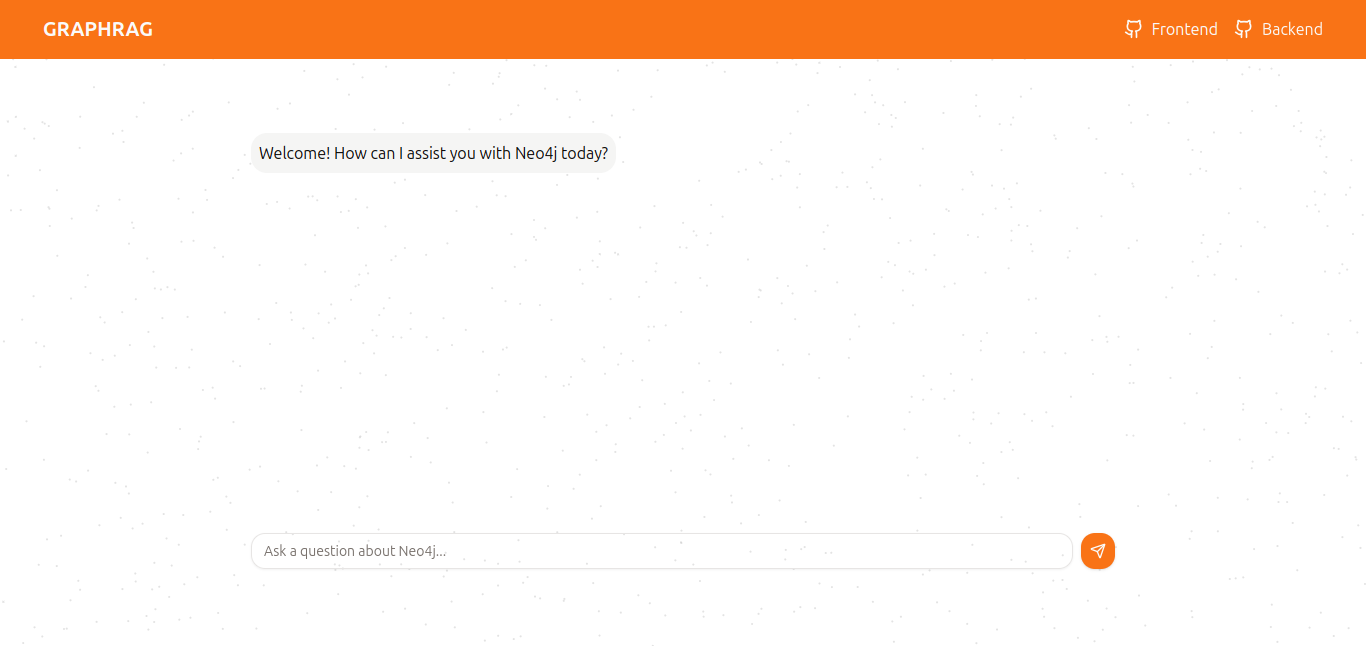 GRAPHRAG
Frontend
Backend
Welcome! How can I assist you with Neo4j today?
Ask a question about Neo4j...